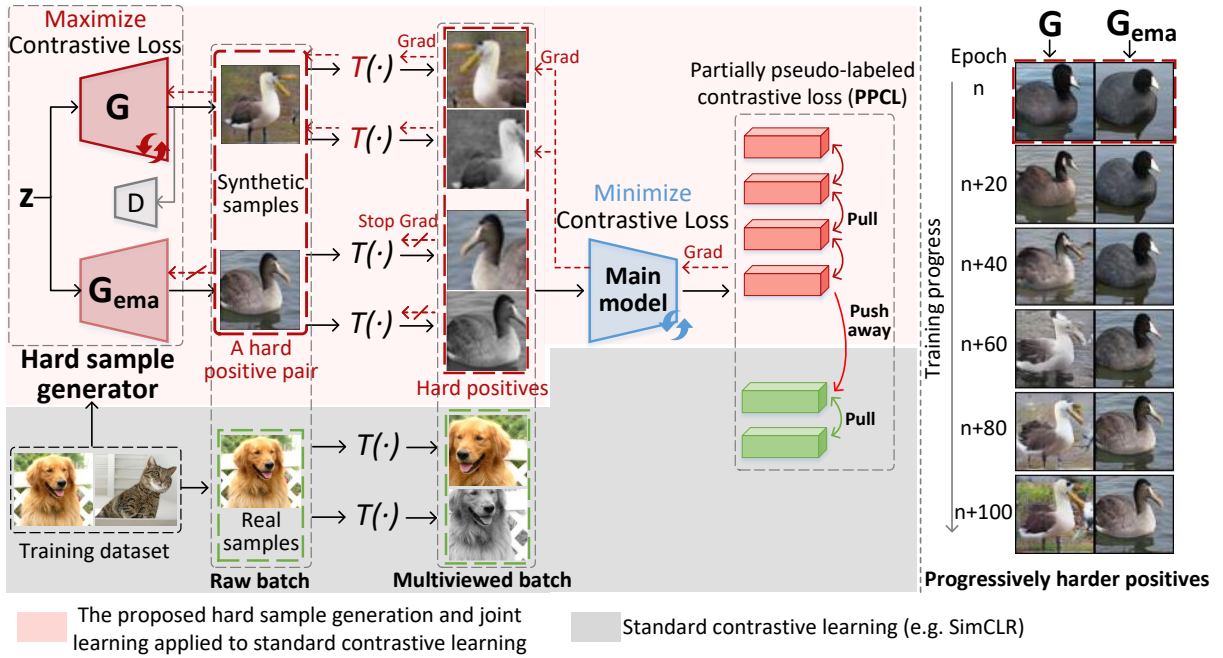 Maximize
Contrastive Loss
G
z
D
G_ema
Hard sample
generator
Training dataset
Synthetic
samples
A hard
positive pair
Real
samples
Raw batch
T(·)
Grad
T(·)
Stop Grad
T(·)
T(·)
T(·)
T(·)
Hard positives
Multiviewed batch
Grad
Minimize
Contrastive Loss
Main
model
Grad
Partially pseudo-labeled
contrastive loss (PPCL)
Pull
Push
away
Pull
G
G_ema
Epoch
n
n+20
n+40
n+60
n+80
n+100
Training progress
Progressively harder positives
The proposed hard sample generation and joint
learning applied to standard contrastive learning
Standard contrastive learning (e.g. SimCLR)